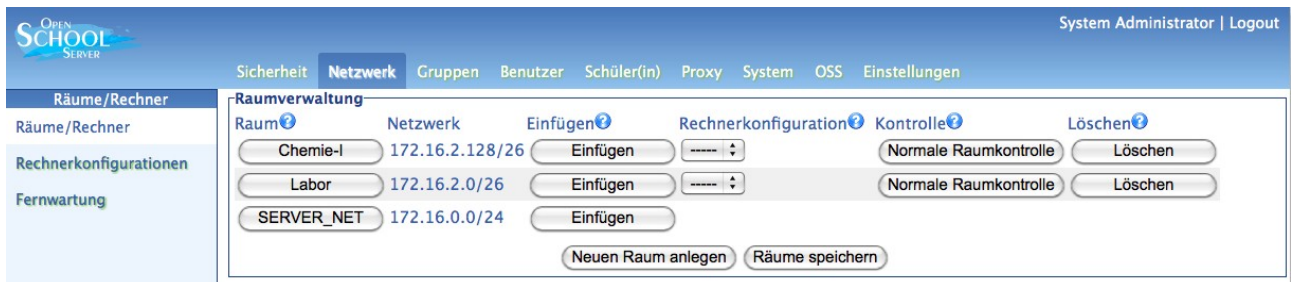 OPEN
SCHOOL
SERVER
System Administrator | Logout
Sicherheit Netzwerk Gruppen Benutzer Schüler(in) Proxy System OSS Einstellungen
Räume/Rechner
Räume/Rechner
Rechnerkonfigurationen
Fernwartung
Raumverwaltung
Raum? Netzwerk Einfügen? Rechnerkonfiguration? Kontrolle? Löschen?
Chemie-I 172.16.2.128/26 Einfügen ----- Normale Raumkontrolle Löschen
Labor 172.16.2.0/26 Einfügen ----- Normale Raumkontrolle Löschen
SERVER_NET 172.16.0.0/24 Einfügen
Neuen Raum anlegen Räume speichern